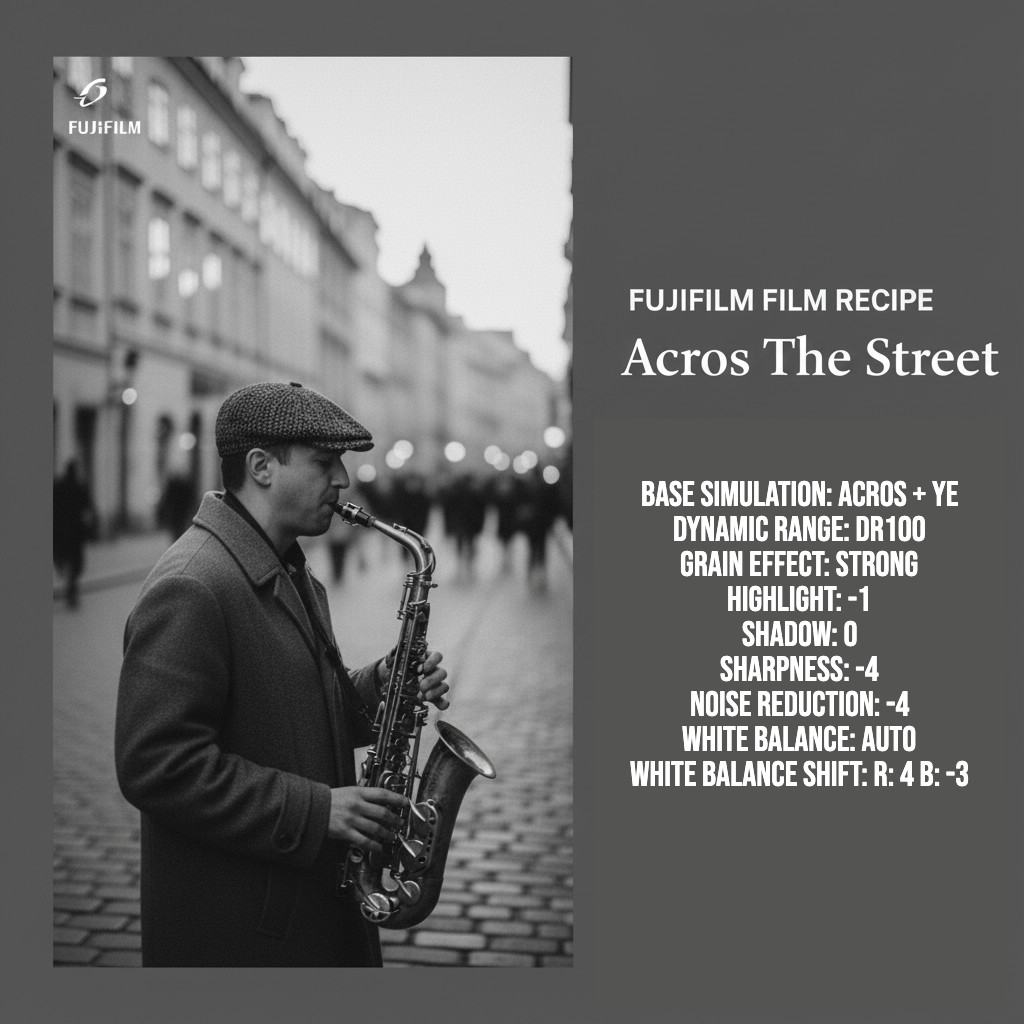 FUJIFILM
FUJIFILM FILM RECIPE
Acros The Street
BASE SIMULATION: ACROS + YE
DYNAMIC RANGE: DR100
GRAIN EFFECT: STRONG
HIGHLIGHT: -1
SHADOW: 0
SHARPNESS: -4
NOISE REDUCTION: -4
WHITE BALANCE: AUTO
WHITE BALANCE SHIFT: R: 4 B: -3